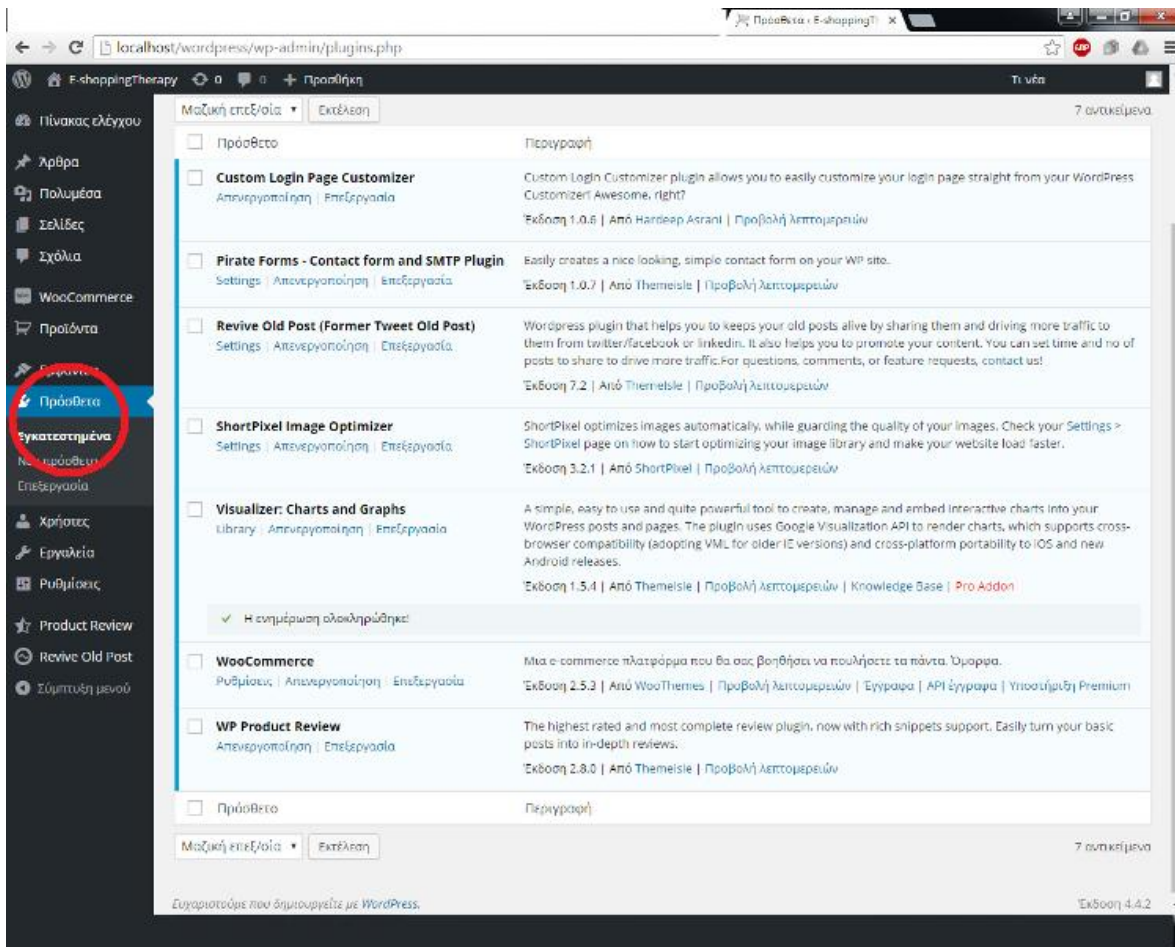 Πρόσθετα ‹ E-shoppingT
localhost/wordpress/wp-admin/plugins.php
E-shoppingTherapy 0 0 Προσθήκη Τι νέα
Πίνακας ελέγχου
Άρθρα
Πολυμέσα
Σελίδες
Σχόλια
WooCommerce
Προϊόντα
Πρόσθετα
Εγκατεστημένα
Επεξεργασία
Χρήστες
Εργαλεία
Ρυθμίσεις
Product Review
Revive Old Post
Σύμπτυξη μενού
Μαζική επεξ/σία Εκτέλεση 7 αντικείμενα
Πρόσθετο Περιγραφή
Custom Login Page Customizer
Απενεργοποίηση | Επεξεργασία
Custom Login Customizer plugin allows you to easily customize your login page straight from your WordPress
Customizer! Awesome, right?
Έκδοση 1.0.6 | Από Hardeep Asrani | Προβολή λεπτομερειών
Pirate Forms - Contact form and SMTP Plugin
Settings | Απενεργοποίηση | Επεξεργασία
Easily creates a nice looking, simple contact form on your WP site.
Έκδοση 1.0.7 | Από Themeisle | Προβολή λεπτομερειών
Revive Old Post (Former Tweet Old Post)
Settings | Απενεργοποίηση | Επεξεργασία
Wordpress plugin that helps you to keeps your old posts alive by sharing them and driving more traffic to
them from twitter/facebook or linkedin. It also helps you to promote your content. You can set time and no of
posts to share to drive more traffic.For questions, comments, or feature requests, contact us!
Έκδοση 7.2 | Από ThemeIsle | Προβολή λεπτομερειών
ShortPixel Image Optimizer
Settings | Απενεργοποίηση | Επεξεργασία
ShortPixel optimizes images automatically, while guarding the quality of your images. Check your Settings >
ShortPixel page on how to start optimizing your image library and make your website load faster.
Έκδοση 3.2.1 | Από ShortPixel | Προβολή λεπτομερειών
Visualizer: Charts and Graphs
Library | Απενεργοποίηση | Επεξεργασία
A simple, easy to use and quite powerful tool to create, manage and embed interactive charts into your
WordPress posts and pages. The plugin uses Google Visualization API to render charts, which supports cross-
browser compatibility (adopting VML for older IE versions) and cross-platform portability to iOS and new
Android releases.
Έκδοση 1.5.4 | Από Themeisle | Προβολή λεπτομερειών | Knowledge Base | Pro Addon
Η ενημέρωση ολοκληρώθηκε!
WooCommerce
Ρυθμίσεις | Απενεργοποίηση | Επεξεργασία
Μια e-commerce πλατφόρμα που θα σας βοηθήσει να πουλήσετε τα πάντα. Όμορφα.
Έκδοση 2.5.3 | Από WooThemes | Προβολή λεπτομερειών | Έγγραφα | API έγγραφα | Υποστήριξη Premium
WP Product Review
Απενεργοποίηση | Επεξεργασία
The highest rated and most complete review plugin, now with rich snippets support. Easily turn your basic
posts into in-depth reviews.
Έκδοση 2.8.0 | Από Themeisle | Προβολή λεπτομερειών
Πρόσθετο Περιγραφή
Μαζική επεξ/σία Εκτέλεση 7 αντικείμενα
Ευχαριστούμε που δημιουργείτε με WordPress. Έκδοση 4.4.2